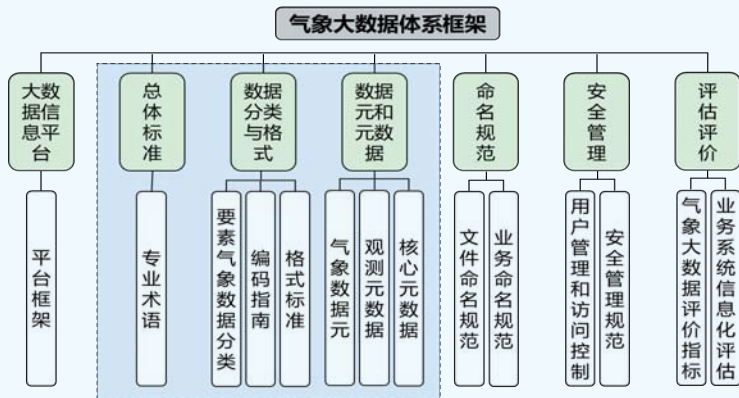 气象大数据体系框架
大数据信息平台
总体标准
数据分类与格式
数据元和元数据
命名规范
安全管理
评估评价
平台框架
专业术语
要素气象数据分类
编码指南
格式标准
气象数据元
观测元数据
核心元数据
文件命名规范
业务命名规范
用户管理和访问控制
安全管理规范
气象大数据评价指标
业务系统信息化评估